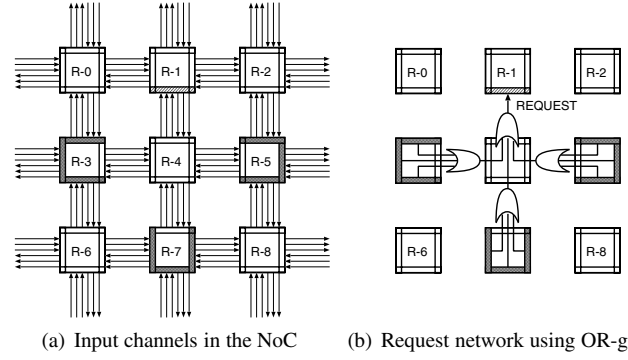 R-0 R-1 R-2 R-0 R-1 R-2
REQUEST
R-3 R-4 R-5
R-6 R-7 R-8 R-6 R-8
(a) Input channels in the NoC (b) Request network using OR-g